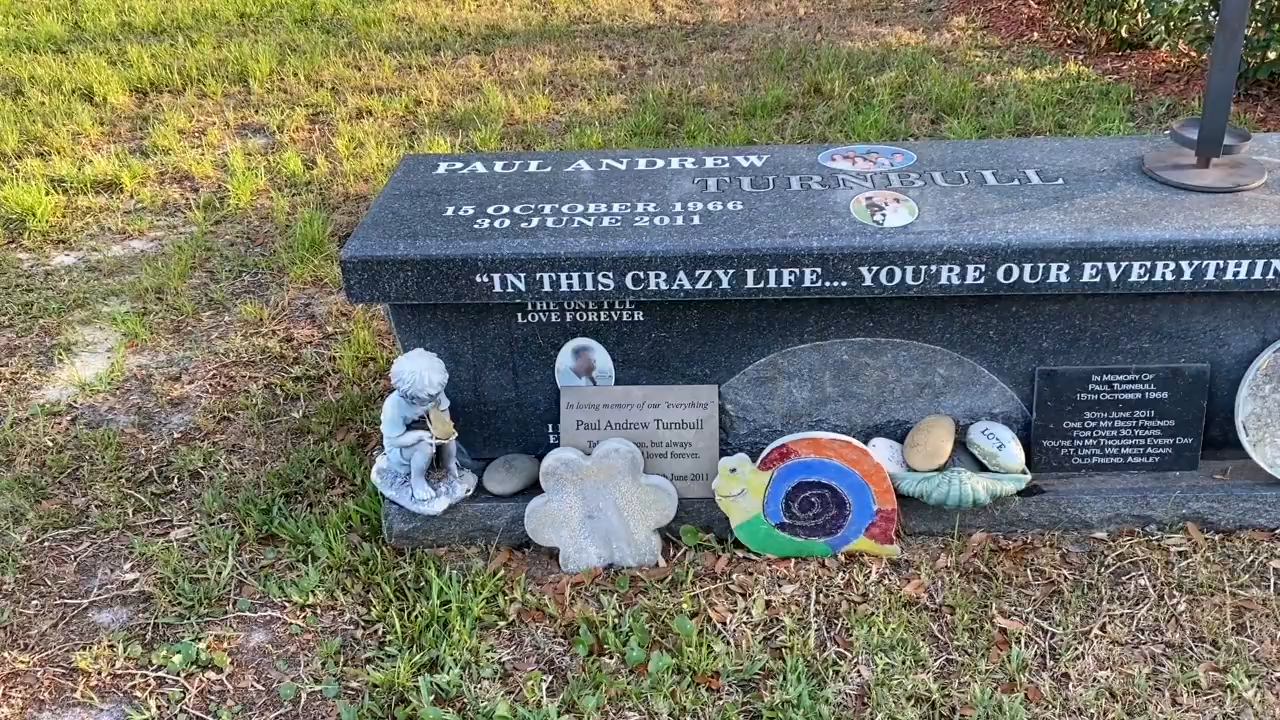 PAUL ANDREW
TURNBULL
15 OCTOBER 1966
30 JUNE 2011
"IN THIS CRAZY LIFE... YOU'RE OUR
THE ONE I'LL
LOVE FOREVER
In loving memory of our "everything"
Paul Andrew Turnbull
but always
loved forever.
June 2011
LOVE
IN MEMORY OF
PAUL TURNBULL
15TH OCTOBER 1966
-
30TH JUNE 2011
ONE OF MY BEST FRIENDS
FOR OVER 30 YEARS.
YOU'RE IN MY THOUGHTS EVERY DAY
P.T. UNTIL WE MEET AGAIN
OLD FRIEND, ASHLEY